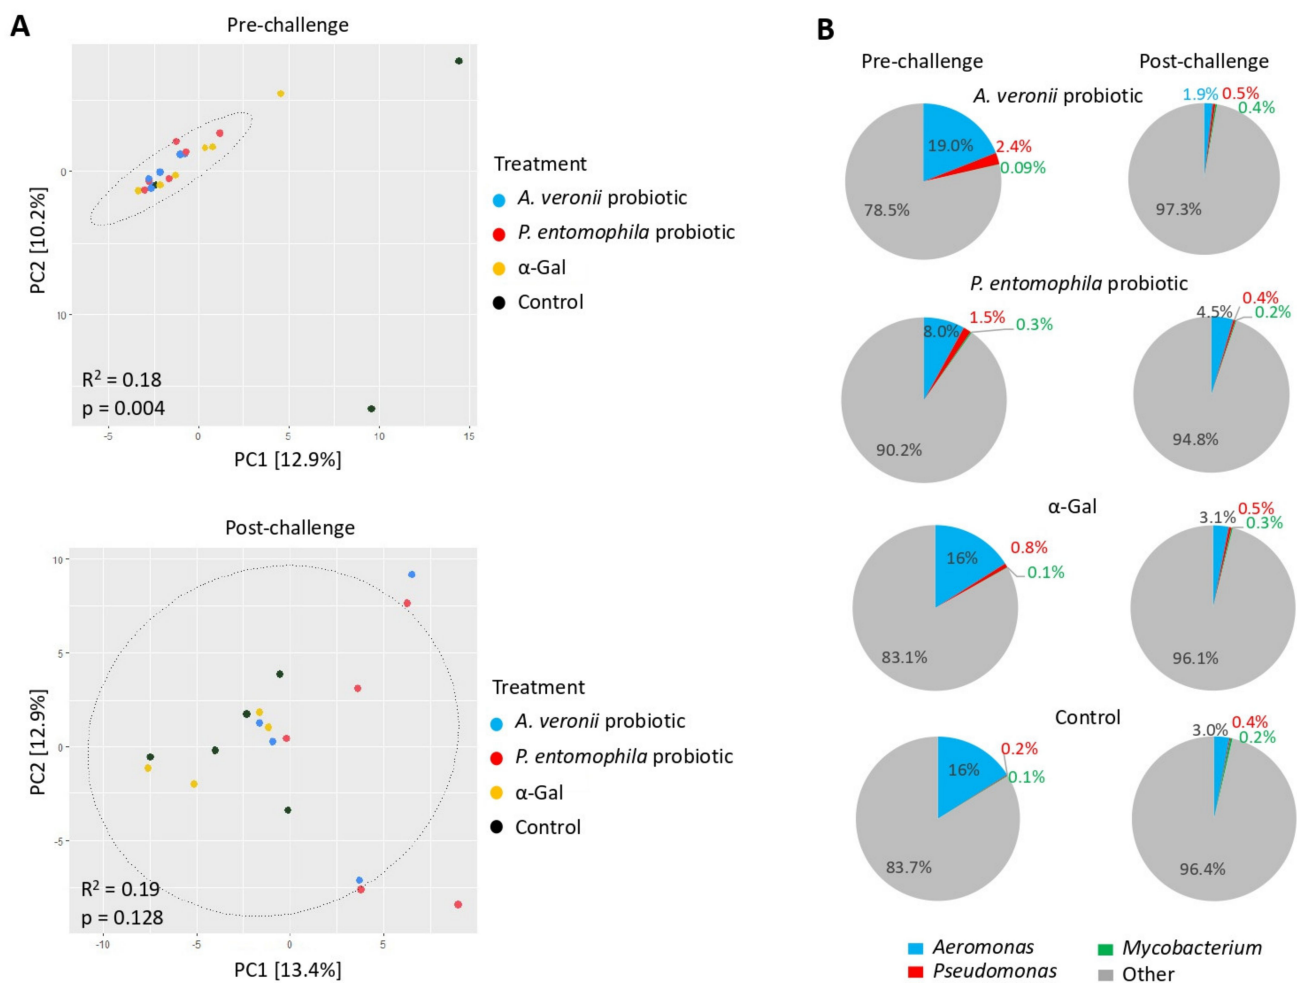 A
Pre-challenge
PC2 [10.2%]
0
10
R² = 0.18
p = 0.004
-5
0
5
10
15
PC1 [12.9%]
Treatment
A. veronii probiotic
P. entomophila probiotic
α-Gal
Control
Post-challenge
PC2 [12.9%]
10
5
0
-5
R² = 0.19
p = 0.128
-10
-5
0
5
PC1 [13.4%]
Treatment
A. veronii probiotic
P. entomophila probiotic
α-Gal
Control
B
Pre-challenge
Post-challenge
A. veronii probiotic
19.0%
2.4%
0.09%
78.5%
1.9%
0.5%
0.4%
97.3%
P. entomophila probiotic
8.0%
1.5%
0.3%
90.2%
4.5%
0.4%
0.2%
94.8%
α-Gal
16%
0.8%
0.1%
83.1%
3.1%
0.5%
0.3%
96.1%
Control
16%
0.2%
0.1%
83.7%
3.0%
0.4%
0.2%
96.4%
Aeromonas
Pseudomonas
Mycobacterium
Other